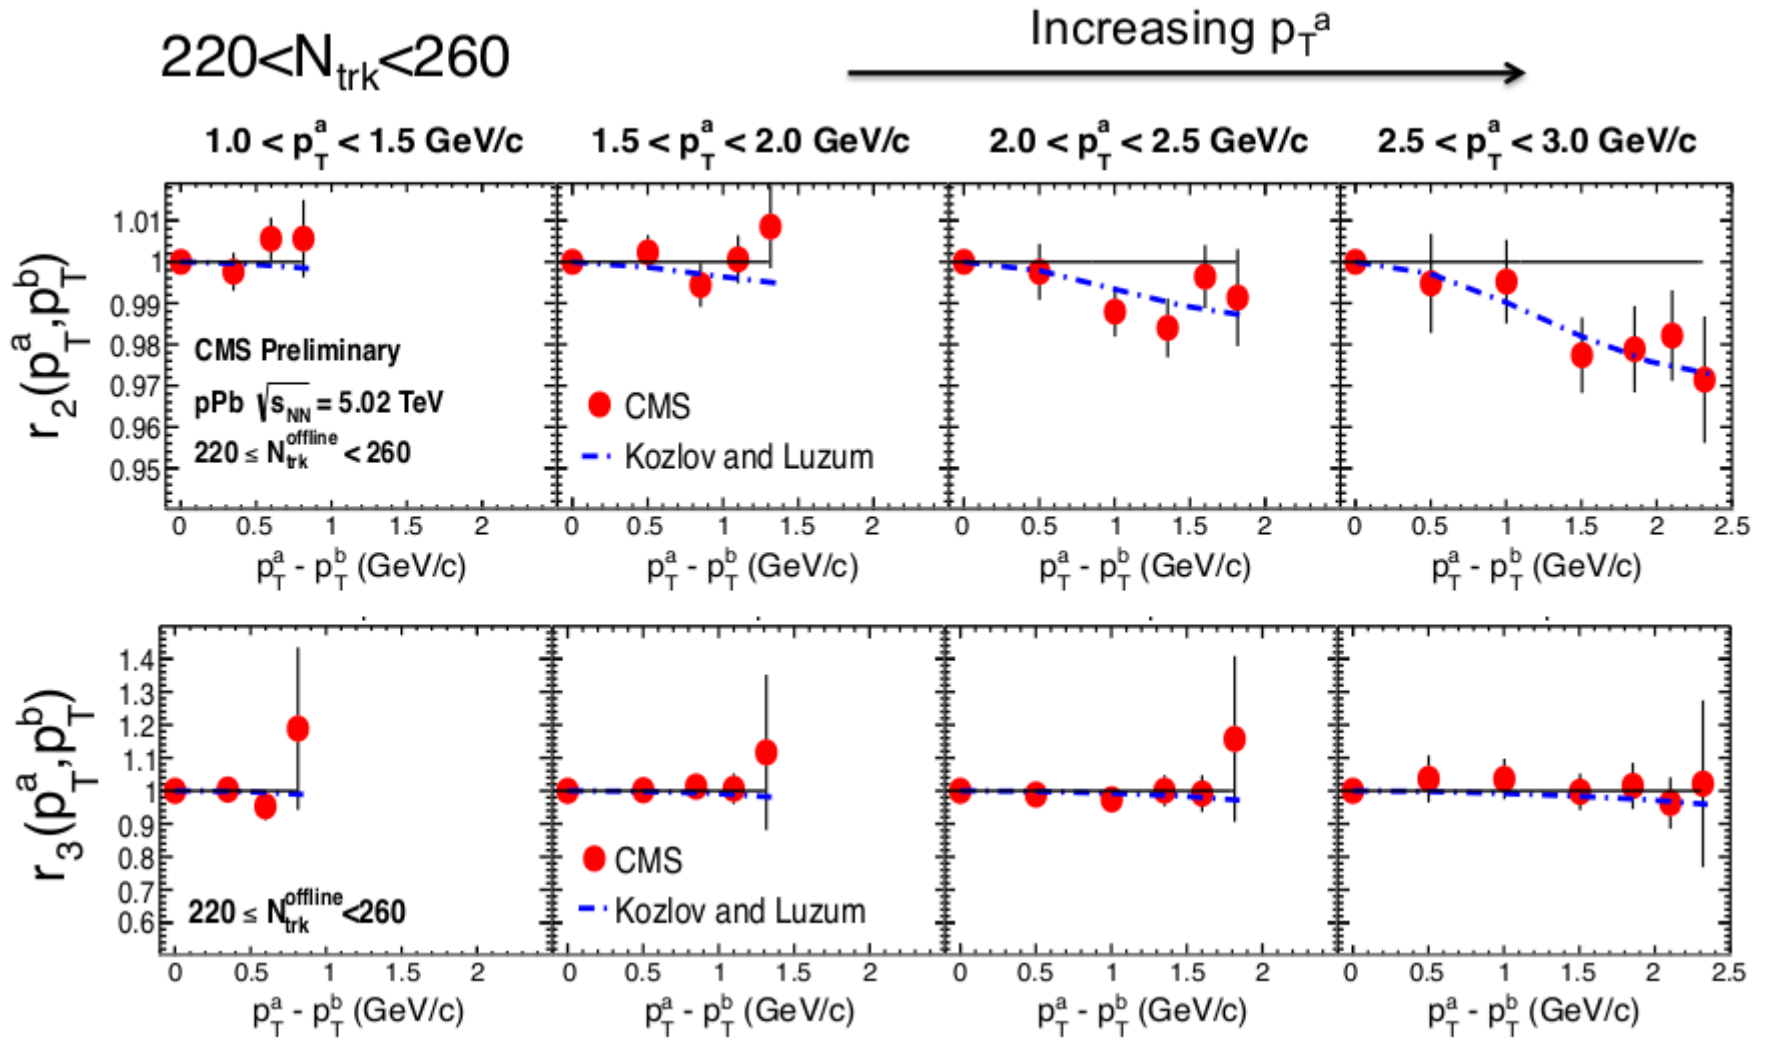 220<N_trk<260
Increasing p_T^a
1.0 < p_T^a < 1.5 GeV/c
1.5 < p_T^a < 2.0 GeV/c
2.0 < p_T^a < 2.5 GeV/c
2.5 < p_T^a < 3.0 GeV/c
r_2(p_T^a,p_T^b)
1.01
1
0.99
0.98
0.97
0.96
0.95
CMS Preliminary
pPb √s_NN = 5.02 TeV
220 ≤ N_trk^offline < 260
CMS
Kozlov and Luzum
0 0.5 1 1.5 2
0 0.5 1 1.5 2
0 0.5 1 1.5 2
0 0.5 1 1.5 2 2.5
p_T^a - p_T^b (GeV/c)
p_T^a - p_T^b (GeV/c)
p_T^a - p_T^b (GeV/c)
p_T^a - p_T^b (GeV/c)
r_3(p_T^a,p_T^b)
1.4
1.3
1.2
1.1
1
0.9
0.8
0.7
0.6
220 ≤ N_trk^offline <260
CMS
Kozlov and Luzum
0 0.5 1 1.5 2
0 0.5 1 1.5 2
0 0.5 1 1.5 2
0 0.5 1 1.5 2 2.5
p_T^a - p_T^b (GeV/c)
p_T^a - p_T^b (GeV/c)
p_T^a - p_T^b (GeV/c)
p_T^a - p_T^b (GeV/c)